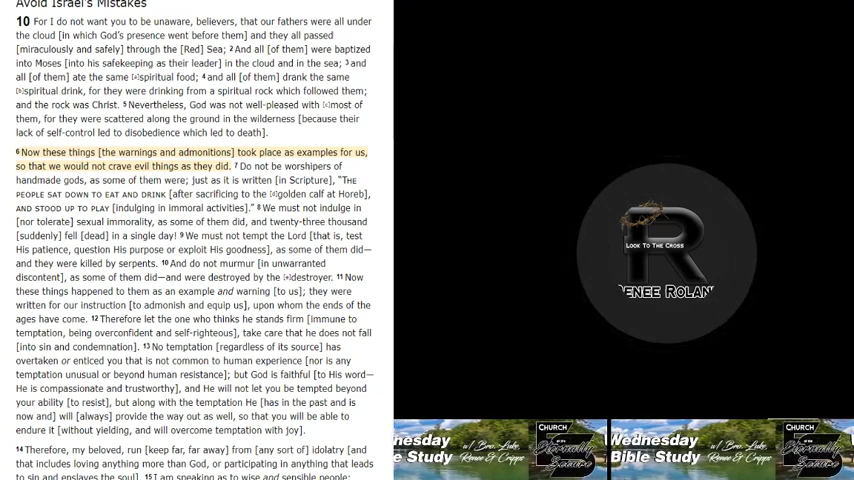 Avoid Israel's Mistakes
10 For I do not want you to be unaware, believers, that our fathers were all under
the cloud [in which God's presence went before them] and they all passed
[miraculously and safely] through the [Red] Sea; 2 And all [of them] were baptized
into Moses [into his safekeeping as their leader] in the cloud and in the sea; 3 and
all [of them] ate the same [a]spiritual food; 4 and all [of them] drank the same
[b]spiritual drink, for they were drinking from a spiritual rock which followed them;
and the rock was Christ. 5 Nevertheless, God was not well-pleased with [c]most of
them, for they were scattered along the ground in the wilderness [because their
lack of self-control led to disobedience which led to death].
6 Now these things [the warnings and admonitions] took place as examples for us,
so that we would not crave evil things as they did. 7 Do not be worshipers of
handmade gods, as some of them were; just as it is written [in Scripture], "THE
PEOPLE SAT DOWN TO EAT AND DRINK [after sacrificing to the [d]golden calf at Horeb],
AND STOOD UP TO PLAY [indulging in immoral activities]." 8 We must not indulge in
[nor tolerate] sexual immorality, as some of them did, and twenty-three thousand
[suddenly] fell [dead] in a single day! 9 We must not tempt the Lord [that is, test
His patience, question His purpose or exploit His goodness], as some of them did—
and they were killed by serpents. 10 And do not murmur [in unwarranted
discontent], as some of them did—and were destroyed by the [e]destroyer. 11 Now
these things happened to them as an example and warning [to us]; they were
written for our instruction [to admonish and equip us], upon whom the ends of the
ages have come. 12 Therefore let the one who thinks he stands firm [immune to
temptation, being overconfident and self-righteous], take care that he does not fall
[into sin and condemnation]. 13 No temptation [regardless of its source] has
overtaken or enticed you that is not common to human experience [nor is any
temptation unusual or beyond human resistance]; but God is faithful [to His word—
He is compassionate and trustworthy], and He will not let you be tempted beyond
your ability [to resist], but along with the temptation He [has in the past and is
now and] will [always] provide the way out as well, so that you will be able to
endure it [without yielding, and will overcome temptation with joy].
14 Therefore, my beloved, run [keep far, far away] from [any sort of] idolatry [and
that includes loving anything more than God, or participating in anything that leads
to sin and enslaves the soul]. 15 I am speaking as to wise and sensible people;
R
LOOK TO THE CROSS
RENEE ROLAN
nesday
e Study
w/ Bro. Luke,
Renee & Cripps
CHURCH
OF THE
Eternally
Secure
Wednesday
Bible Study
w/ Bro. Luke,
Renee & Cripps
CHURCH
OF THE
Eternally
Secure